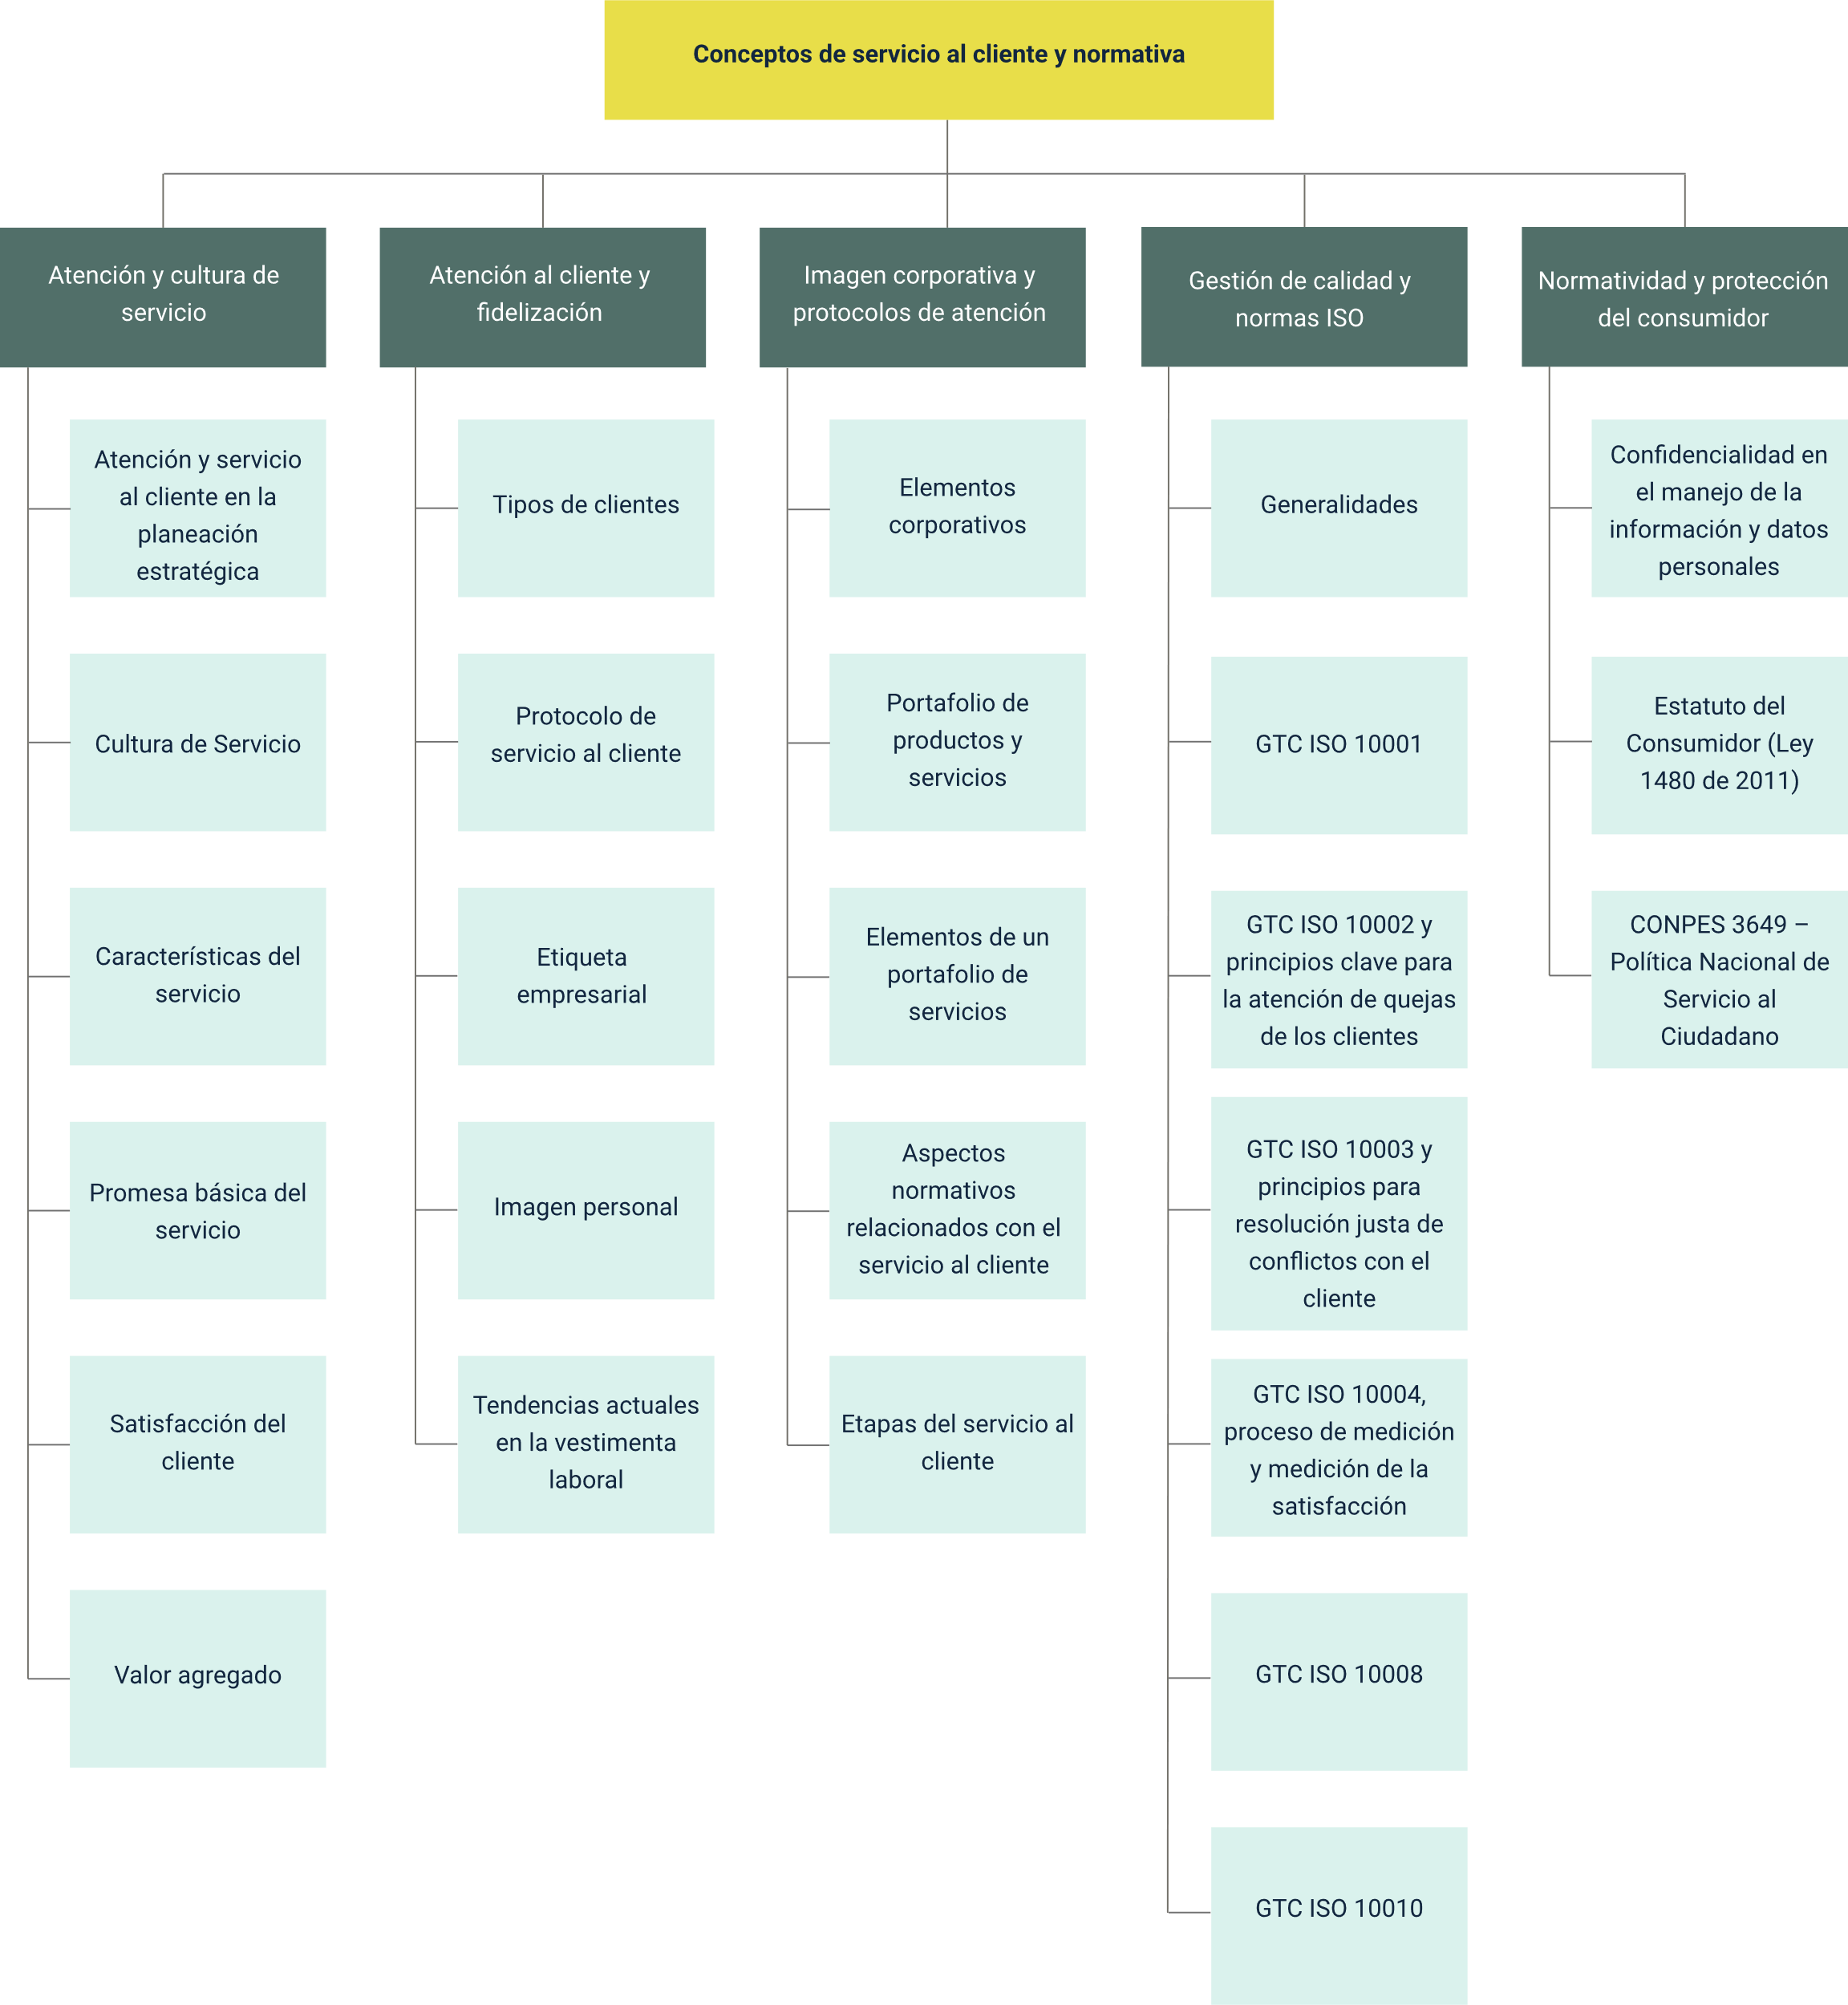 Conceptos de servicio al cliente y normativa
Atención y cultura de
servicio
Atención y servicio
al cliente en la
planeación
estratégica
Cultura de Servicio
Características del
servicio
Promesa básica del
servicio
Satisfacción del
cliente
Valor agregado
Atención al cliente y
fidelización
Tipos de clientes
Protocolo de
servicio al cliente
Etiqueta
empresarial
Imagen personal
Tendencias actuales
en la vestimenta
laboral
Imagen corporativa y
protocolos de atención
Elementos
corporativos
Portafolio de
productos y
servicios
Elementos de un
portafolio de
servicios
Aspectos
normativos
relacionados con el
servicio al cliente
Etapas del servicio al
cliente
Gestión de calidad y
normas ISO
Generalidades
GTC ISO 10001
GTC ISO 10002 y
principios clave para
la atención de quejas
de los clientes
GTC ISO 10003 y
principios para
resolución justa de
conflictos con el
cliente
GTC ISO 10004,
proceso de medición
y medición de la
satisfacción
GTC ISO 10008
GTC ISO 10010
Normatividad y protección
del consumidor
Confidencialidad en
el manejo de la
información y datos
personales
Estatuto del
Consumidor (Ley
1480 de 2011)
CONPES 3649 –
Política Nacional de
Servicio al
Ciudadano